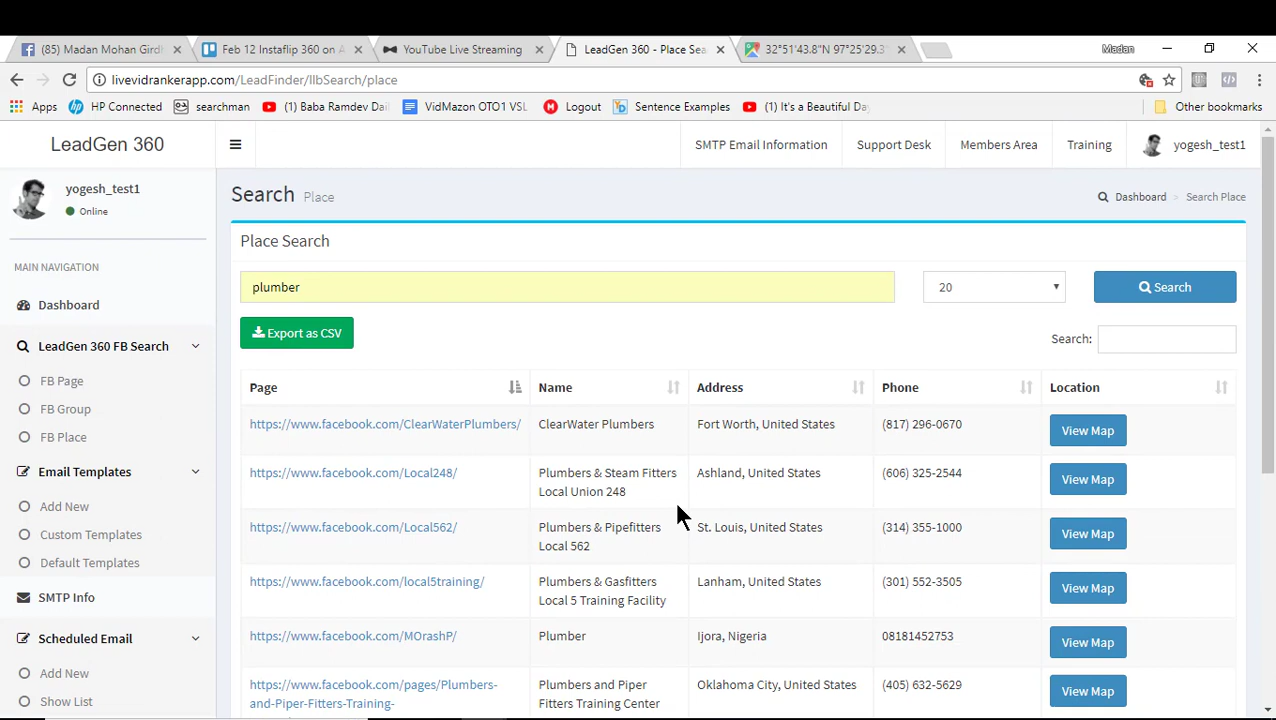 (85) Madan Mohan Gird
Feb 12 Instaflip 360 on A
YouTube Live Streaming
LeadGen 360 - Place Sea
32°51'43.8"N 97°25'29.3
Madan
livevidrankerapp.com/LeadFinder/llbSearch/place
Apps
HP Connected
searchman
(1) Baba Ramdev Dai
VidMazon OTO1 VSL
Logout
Sentence Examples
(1) It's a Beautiful Day
Other bookmarks
LeadGen 360
SMTP Email Information
Support Desk
Members Area
Training
yogesh_test1
yogesh_test1
Online
Search Place
Dashboard > Search Place
MAIN NAVIGATION
Dashboard
LeadGen 360 FB Search
FB Page
FB Group
FB Place
Email Templates
Add New
Custom Templates
Default Templates
SMTP Info
Scheduled Email
Add New
Show List
Place Search
plumber
20
Search
Export as CSV
Search:
Page Name Address Phone Location
https://www.facebook.com/ClearWaterPlumbers/ ClearWater Plumbers Fort Worth, United States (817) 296-0670 View Map
https://www.facebook.com/Local248/ Plumbers & Steam Fitters Ashland, United States (606) 325-2544 View Map
Local Union 248
https://www.facebook.com/Local562/ Plumbers & Pipefitters St. Louis, United States (314) 355-1000 View Map
Local 562
https://www.facebook.com/local5training/ Plumbers & Gasfitters Lanham, United States (301) 552-3505 View Map
Local 5 Training Facility
https://www.facebook.com/MOrashP/ Plumber Ijora, Nigeria 08181452753 View Map
https://www.facebook.com/pages/Plumbers- Plumbers and Piper Oklahoma City, United States (405) 632-5629 View Map
and-Piper-Fitters-Training- Fitters Training Center